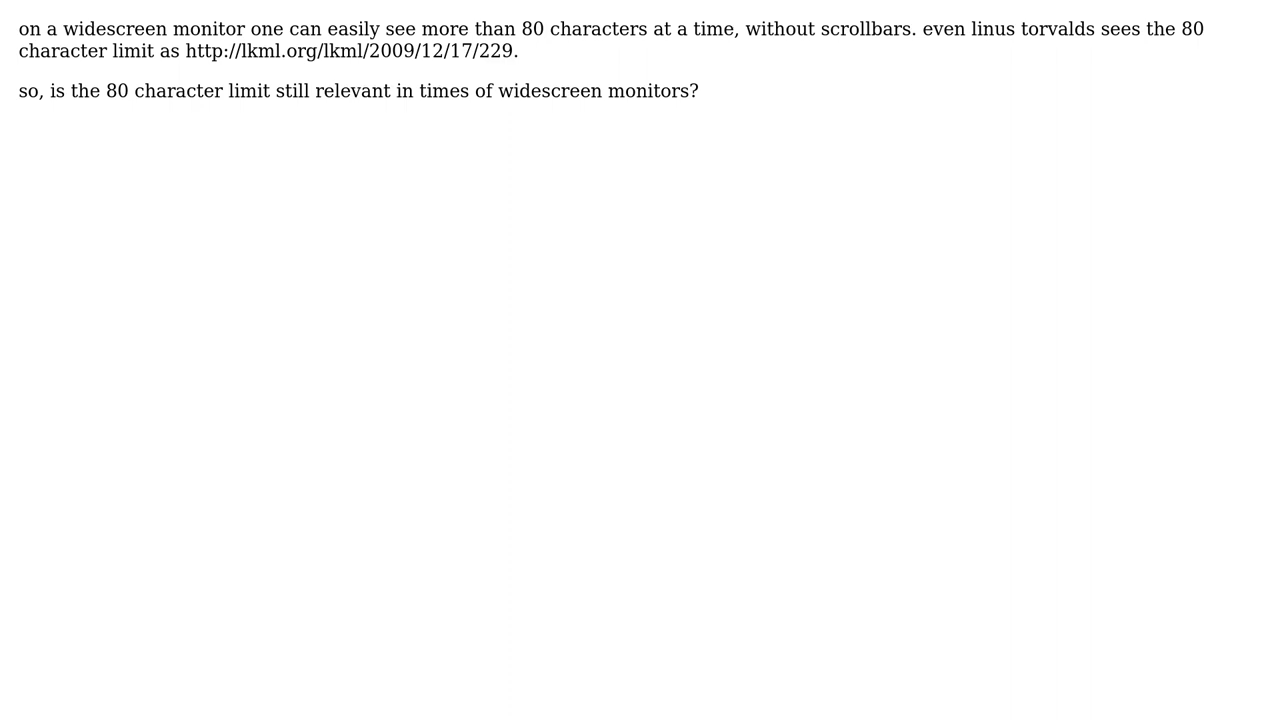 on a widescreen monitor one can easily see more than 80 characters at a time, without scrollbars. even linus torvalds sees the 80
character limit as http://lkml.org/lkml/2009/12/17/229.
so, is the 80 character limit still relevant in times of widescreen monitors?